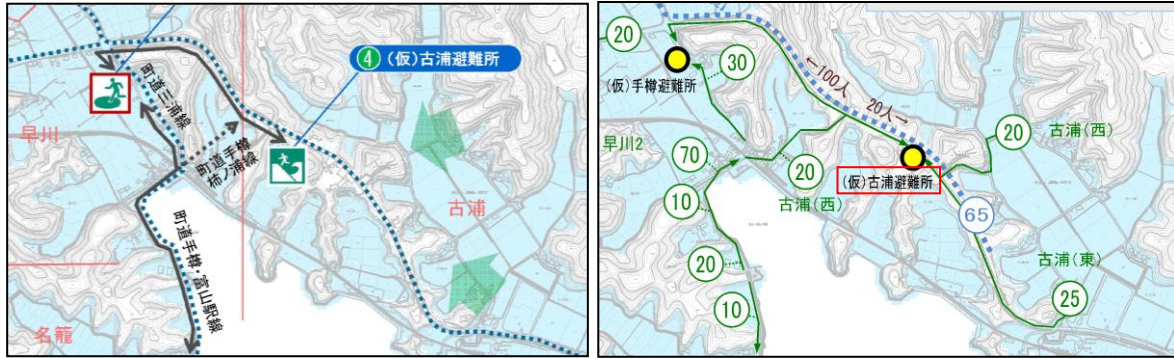 ④ (仮)古浦避難所
町道三浦線
早川
町道手樽
柿ノ浦線
古浦
町道手樽・富山駅線
名籠
20
30
(仮)手樽避難所
←100人 20人→
20
古浦(西)
早川2
70
20
(仮)古浦避難所
10
古浦(西)
65
20
古浦(東)
25
10